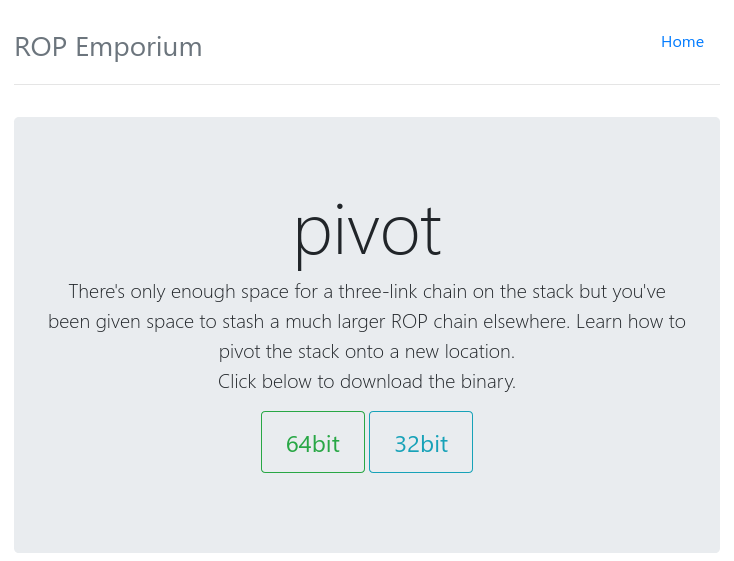 ROP Emporium
Home
pivot
There's only enough space for a three-link chain on the stack but you've
been given space to stash a much larger ROP chain elsewhere. Learn how to
pivot the stack onto a new location.
Click below to download the binary.
64bit
32bit